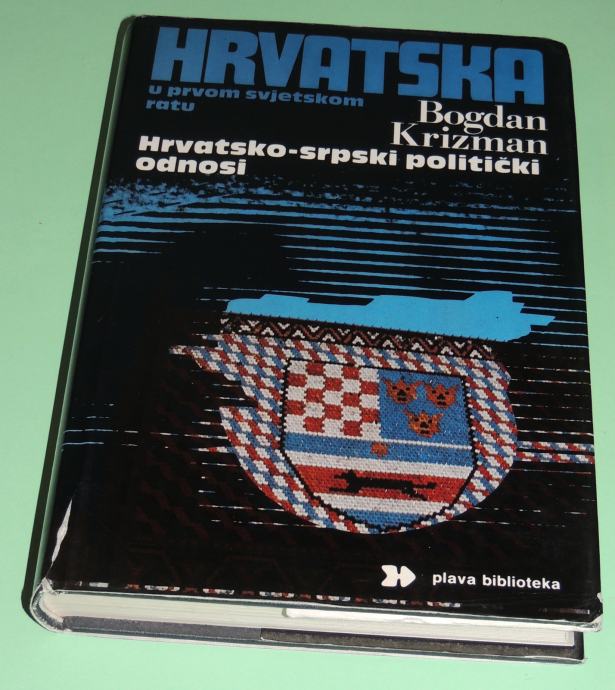 HRVATSKA
u prvom svjetskom
ratu
Bogdan
Krizman
Hrvatsko-srpski politički
odnosi
plava biblioteka